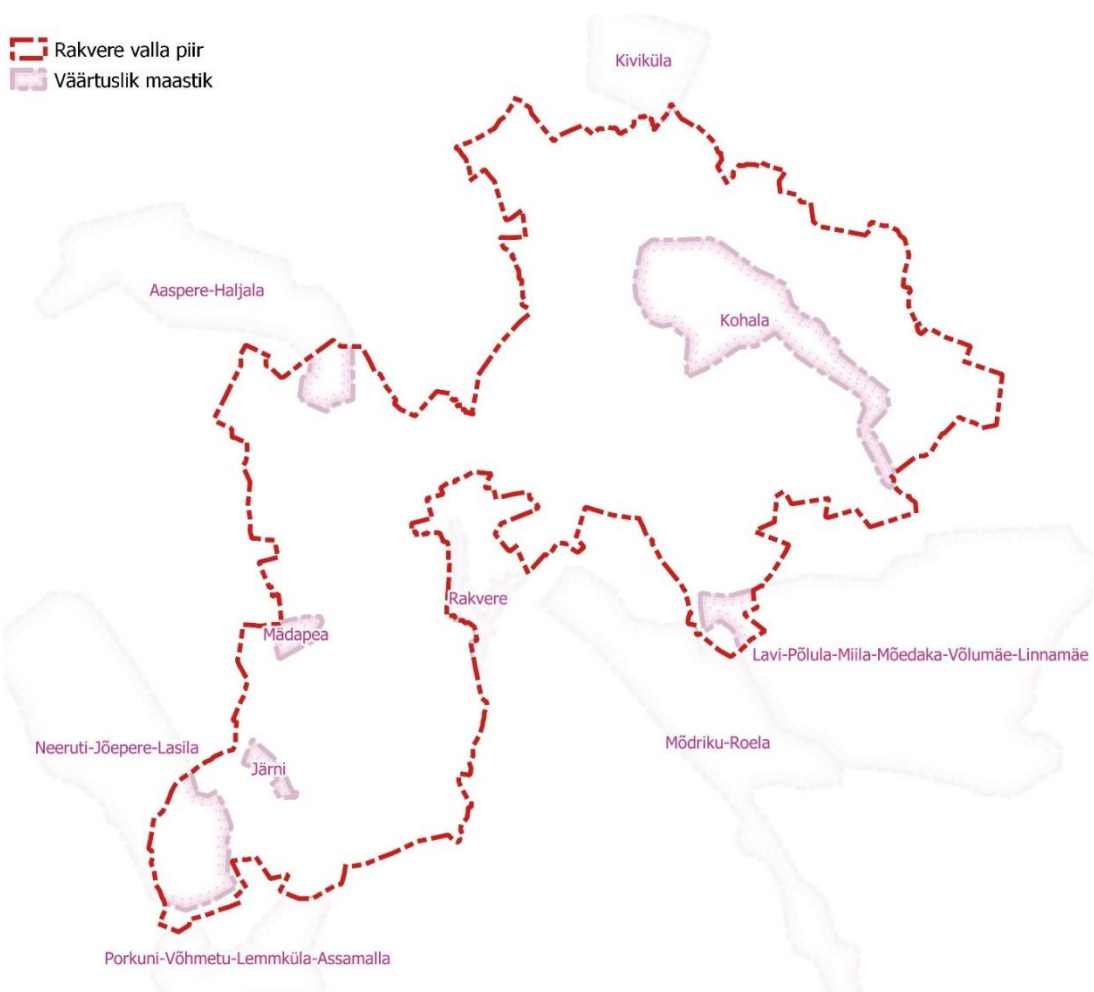 Rakvere valla piir
Väärtuslik maastik
Kiviküla
Aaspere-Haljala
Kohala
Rakvere
Mädapea
Lavi-Põlula-Miila-Mõedaka-Võlumäe-Linnamäe
Neeruti-Jõepere-Lasila
Mõdriku-Roela
Järni
Porkuni-Võhmetu-Lemmküla-Assamalla